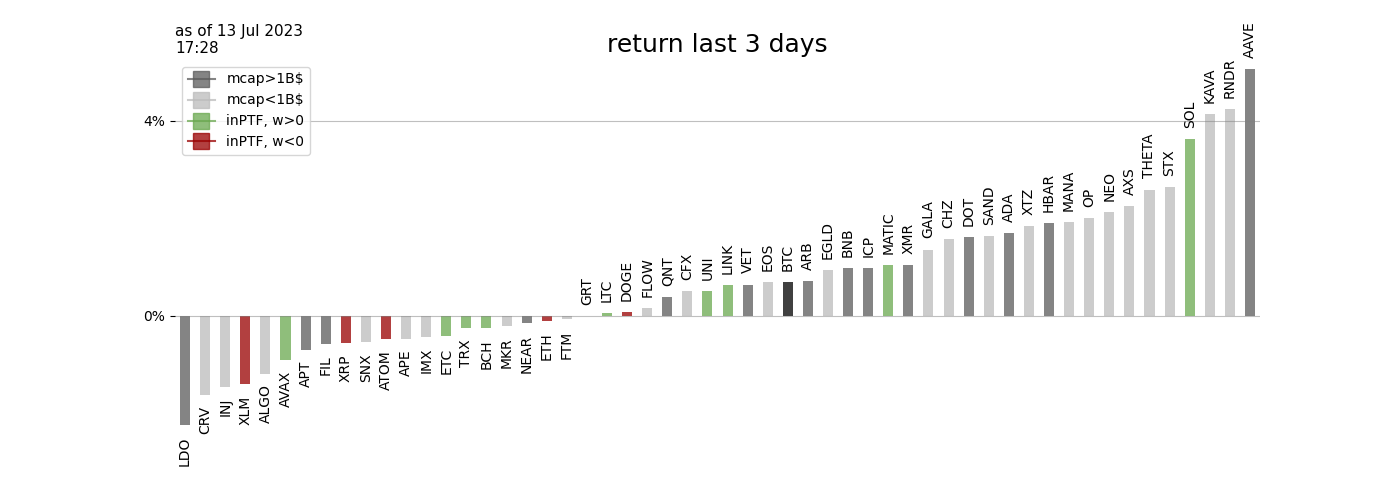 as of 13 Jul 2023
17:28
return last 3 days
mcap>1B$
mcap<1B$
inPTF, w>0
inPTF, w<0
4%
0%
LDO
CRV
INJ
XLM
ALGO
AVAX
APT
FIL
XRP
SNX
ATOM
APE
IMX
ETC
TRX
BCH
MKR
NEAR
ETH
FTM
GRT
LTC
DOGE
FLOW
QNT
CFX
UNI
LINK
VET
EOS
BTC
ARB
EGLD
BNB
ICP
MATIC
XMR
GALA
CHZ
DOT
SAND
ADA
XTZ
HBAR
MANA
OP
NEO
AXS
THETA
STX
SOL
KAVA
RNDR
AAVE